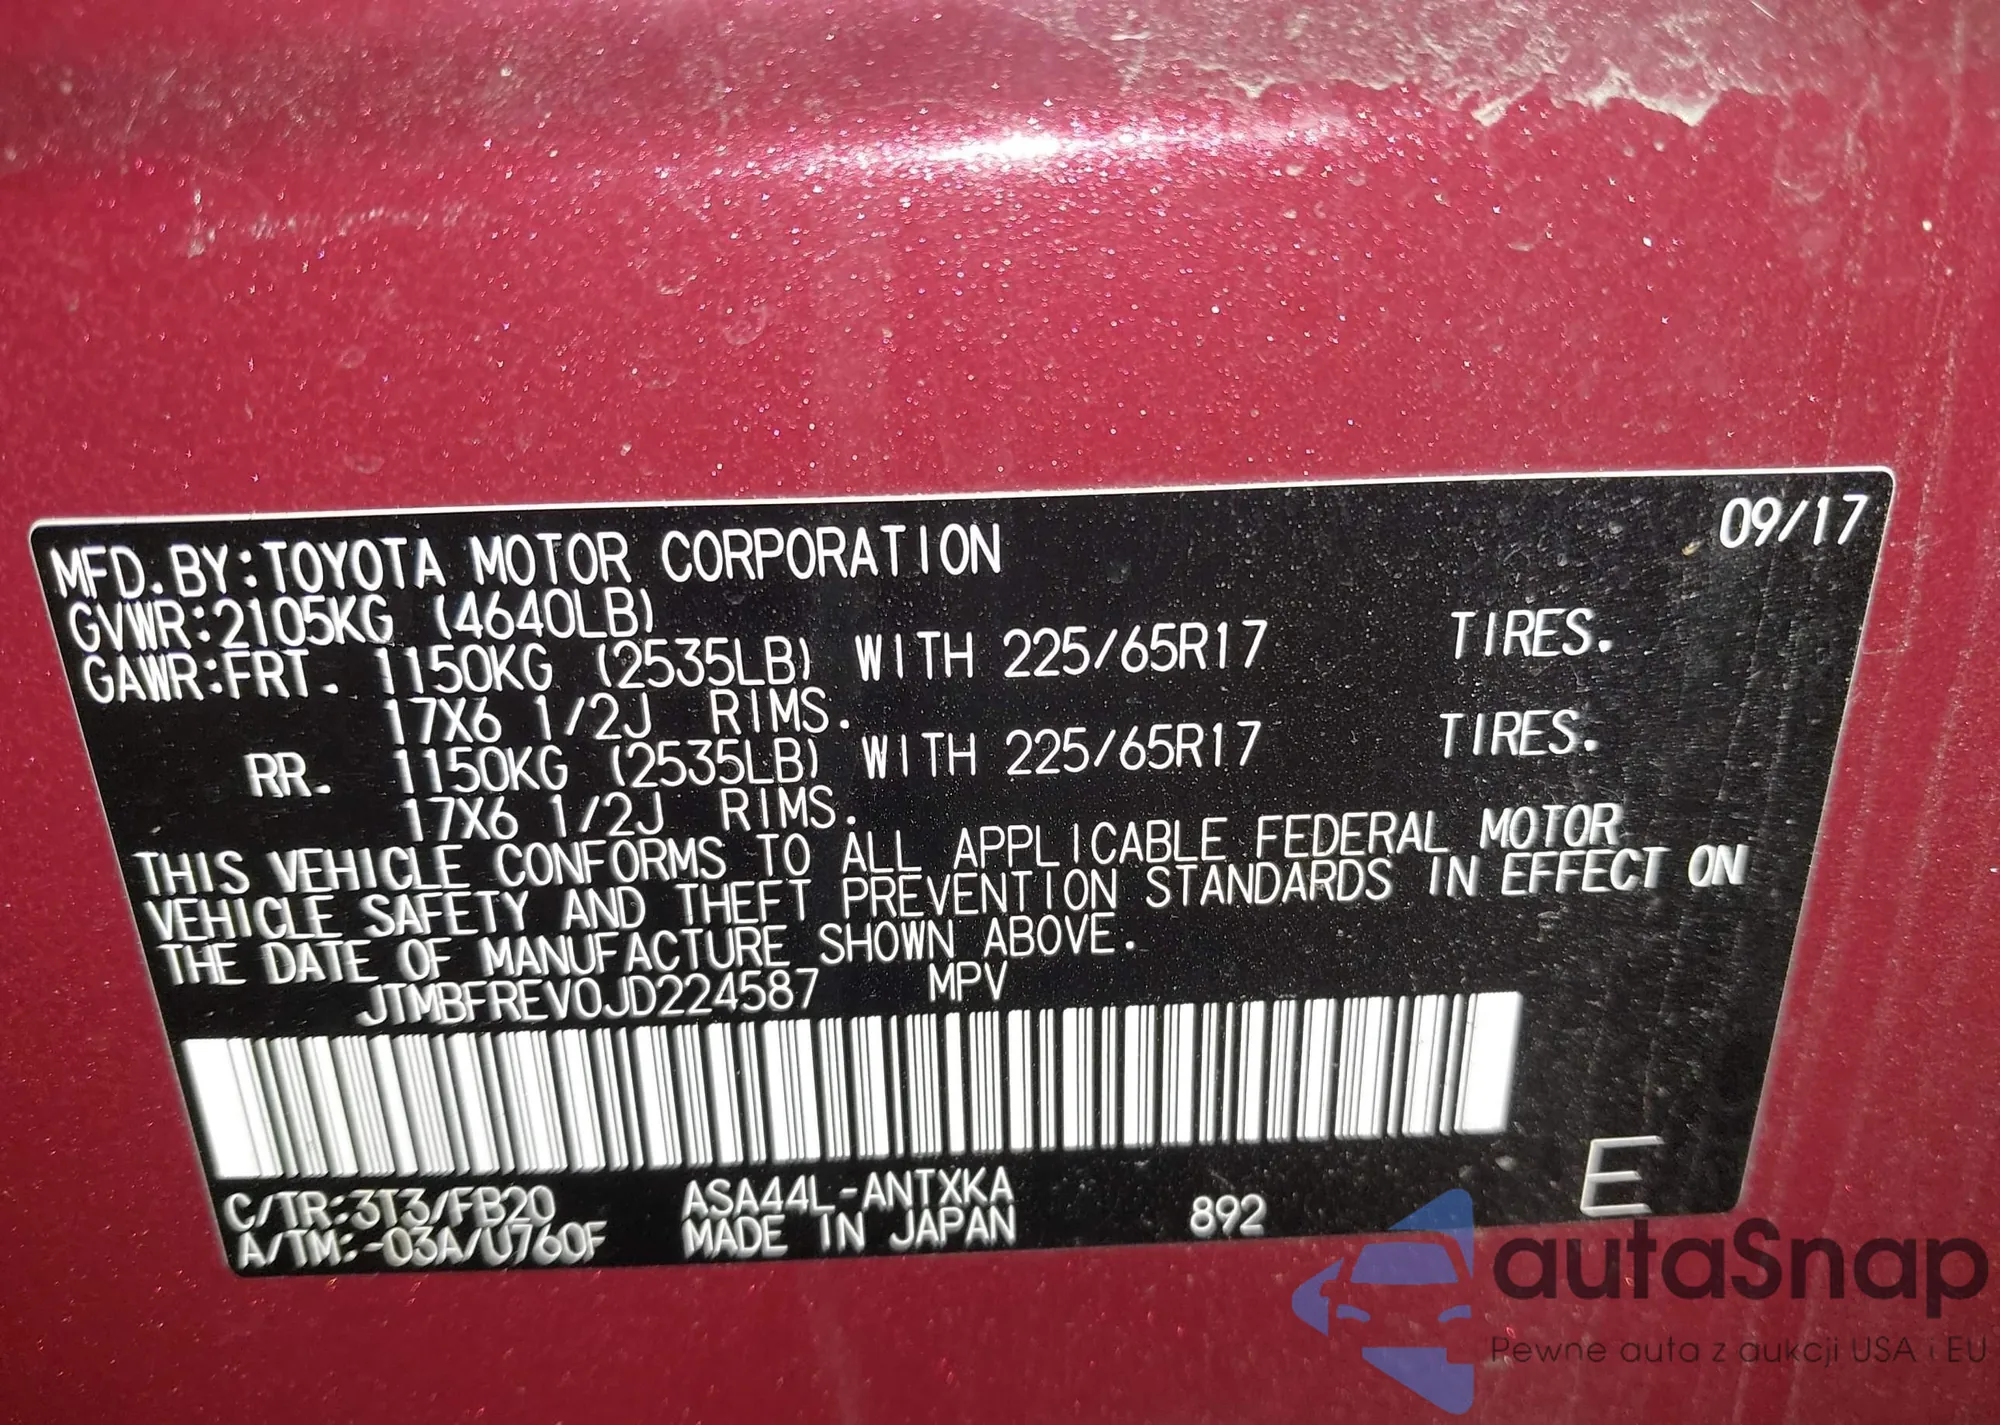 MFD.BY:TOYOTA MOTOR CORPORATION 09/17
GVWR:2105KG (4640LB)
GAWR:FRT. 1150KG (2535LB) WITH 225/65R17 TIRES.
17X6 1/2J RIMS.
RR. 1150KG (2535LB) WITH 225/65R17 TIRES.
17X6 1/2J RIMS.
THIS VEHICLE CONFORMS TO ALL APPLICABLE FEDERAL MOTOR
VEHICLE SAFETY AND THEFT PREVENTION STANDARDS IN EFFECT ON
THE DATE OF MANUFACTURE SHOWN ABOVE.
JTMBFREV0JD224587 MPV
C/TR:3T3/FB20 ASA44L-ANTXKA 892 E
A/TM:-03A/U760F MADE IN JAPAN
autaSnap
Pewne auta z aukcji USA i EU